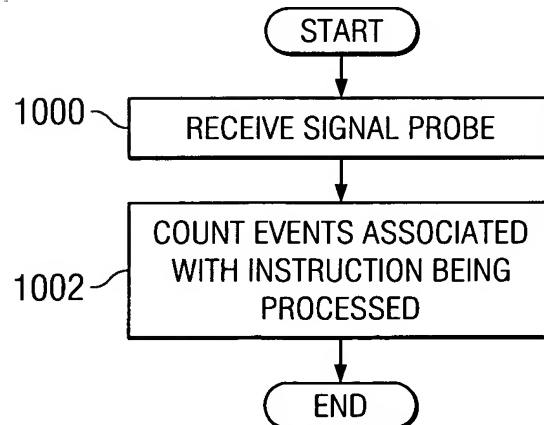 START
1000
RECEIVE SIGNAL PROBE
COUNT EVENTS ASSOCIATED
WITH INSTRUCTION BEING
1002
PROCESSED
END